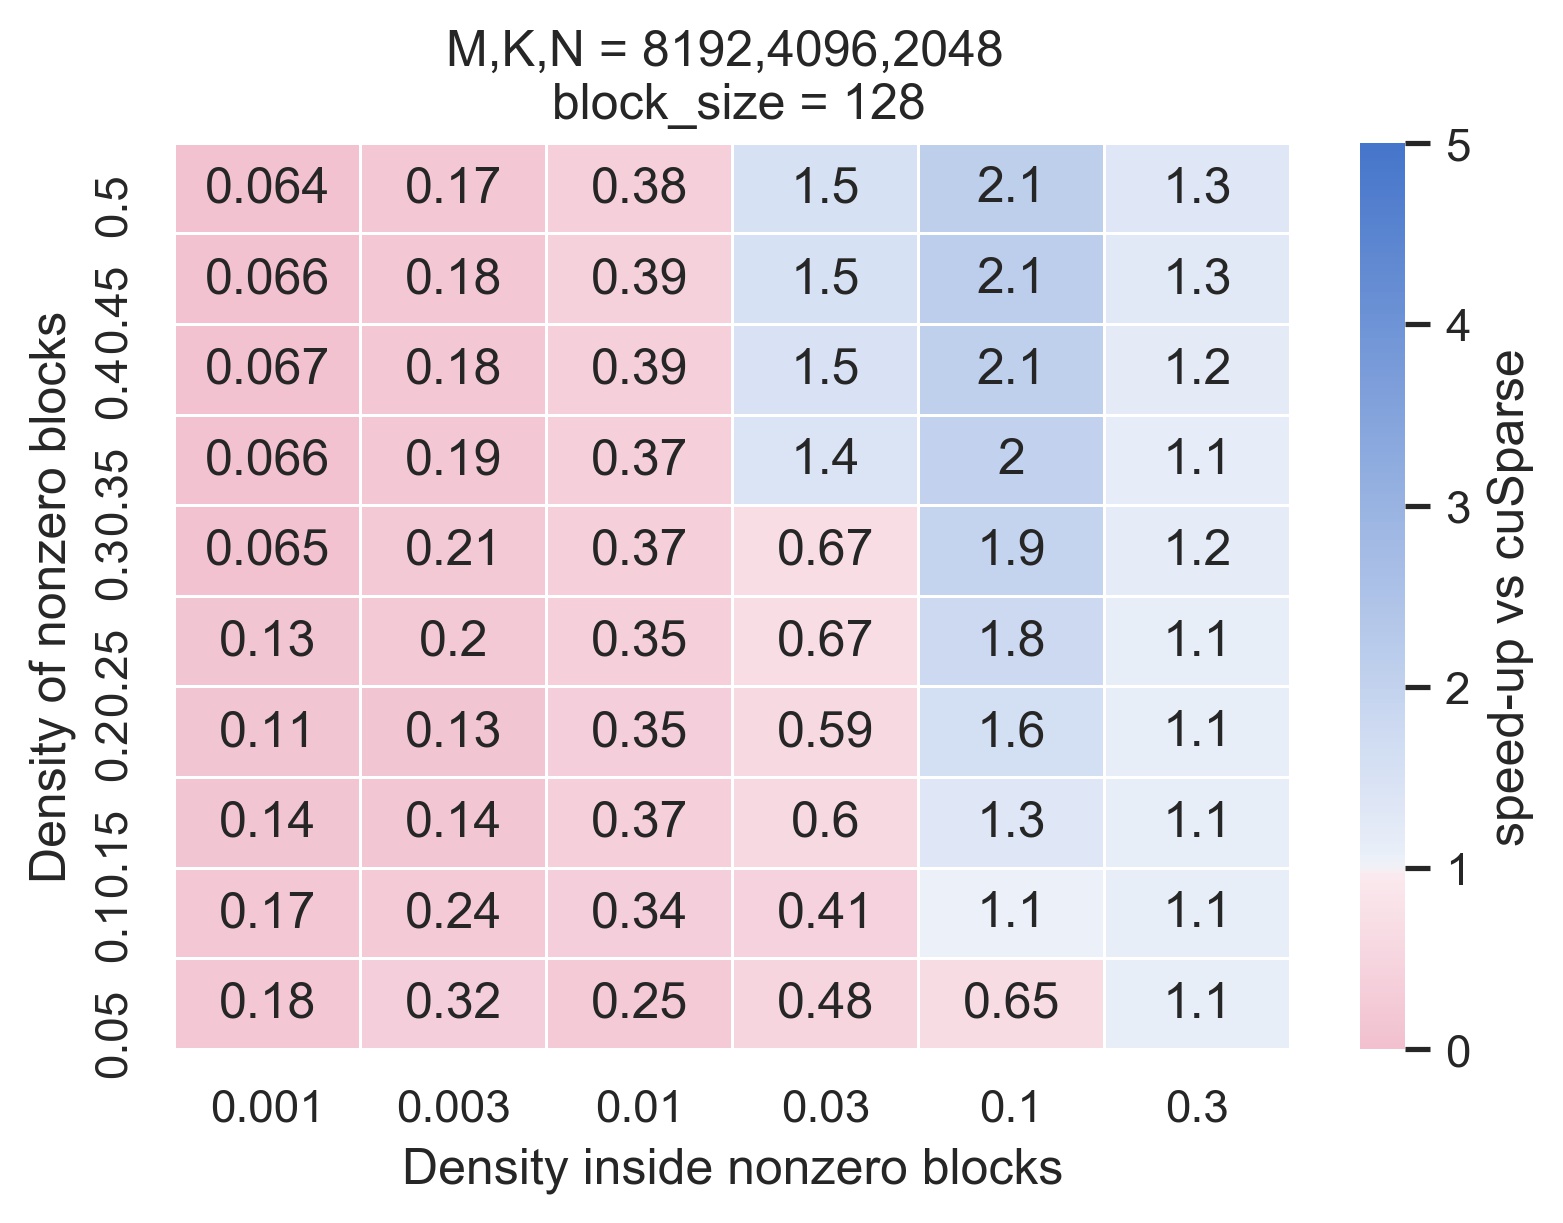 M,K,N = 8192,4096,2048
block_size = 128
Density of nonzero blocks
0.5 0.064 0.17 0.38 1.5 2.1 1.3
0.45 0.066 0.18 0.39 1.5 2.1 1.3
0.4 0.067 0.18 0.39 1.5 2.1 1.2
0.35 0.066 0.19 0.37 1.4 2 1.1
0.30 0.065 0.21 0.37 0.67 1.9 1.2
0.25 0.13 0.2 0.35 0.67 1.8 1.1
0.20 0.11 0.13 0.35 0.59 1.6 1.1
0.15 0.14 0.14 0.37 0.6 1.3 1.1
0.10 0.17 0.24 0.34 0.41 1.1 1.1
0.05 0.18 0.32 0.25 0.48 0.65 1.1
0.001 0.003 0.01 0.03 0.1 0.3
Density inside nonzero blocks
5
4
3
2
1
0
speed-up vs cuSparse